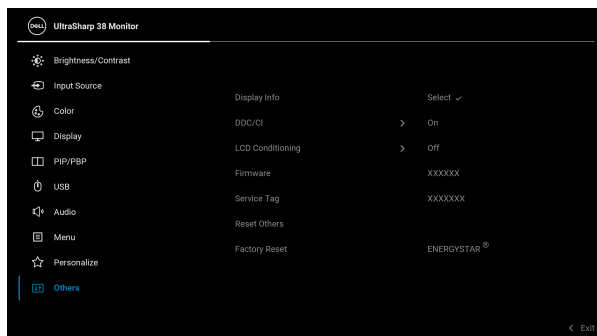 DELL UltraSharp 38 Monitor
Brightness/Contrast
Input Source
Color
Display
PIP/PBP
USB
Audio
Menu
Personalize
Others
Display Info Select ✓
DDC/CI > On
LCD Conditioning > Off
Firmware XXXXXX
Service Tag XXXXXXX
Reset Others
Factory Reset ENERGYSTAR ®
< Exit